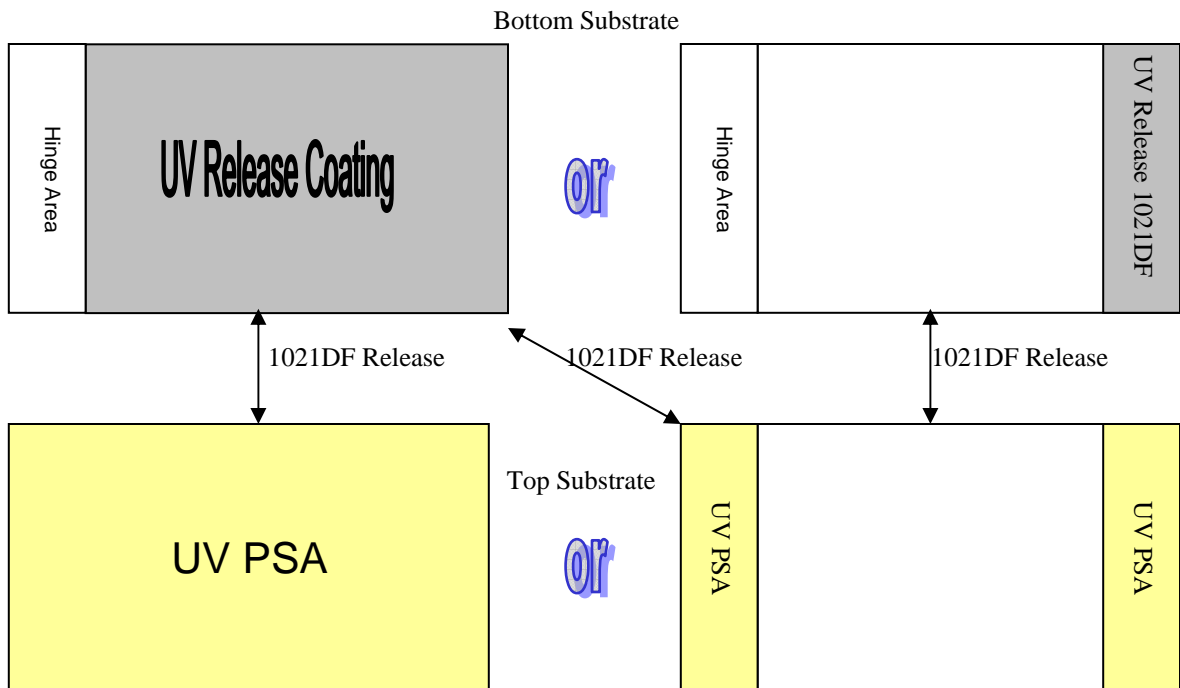 Bottom Substrate
Hinge Area
UV Release Coating
or
Hinge Area
UV Release 1021DF
1021DF Release
1021DF Release
1021DF Release
UV PSA
Top Substrate
or
UV PSA
UV PSA